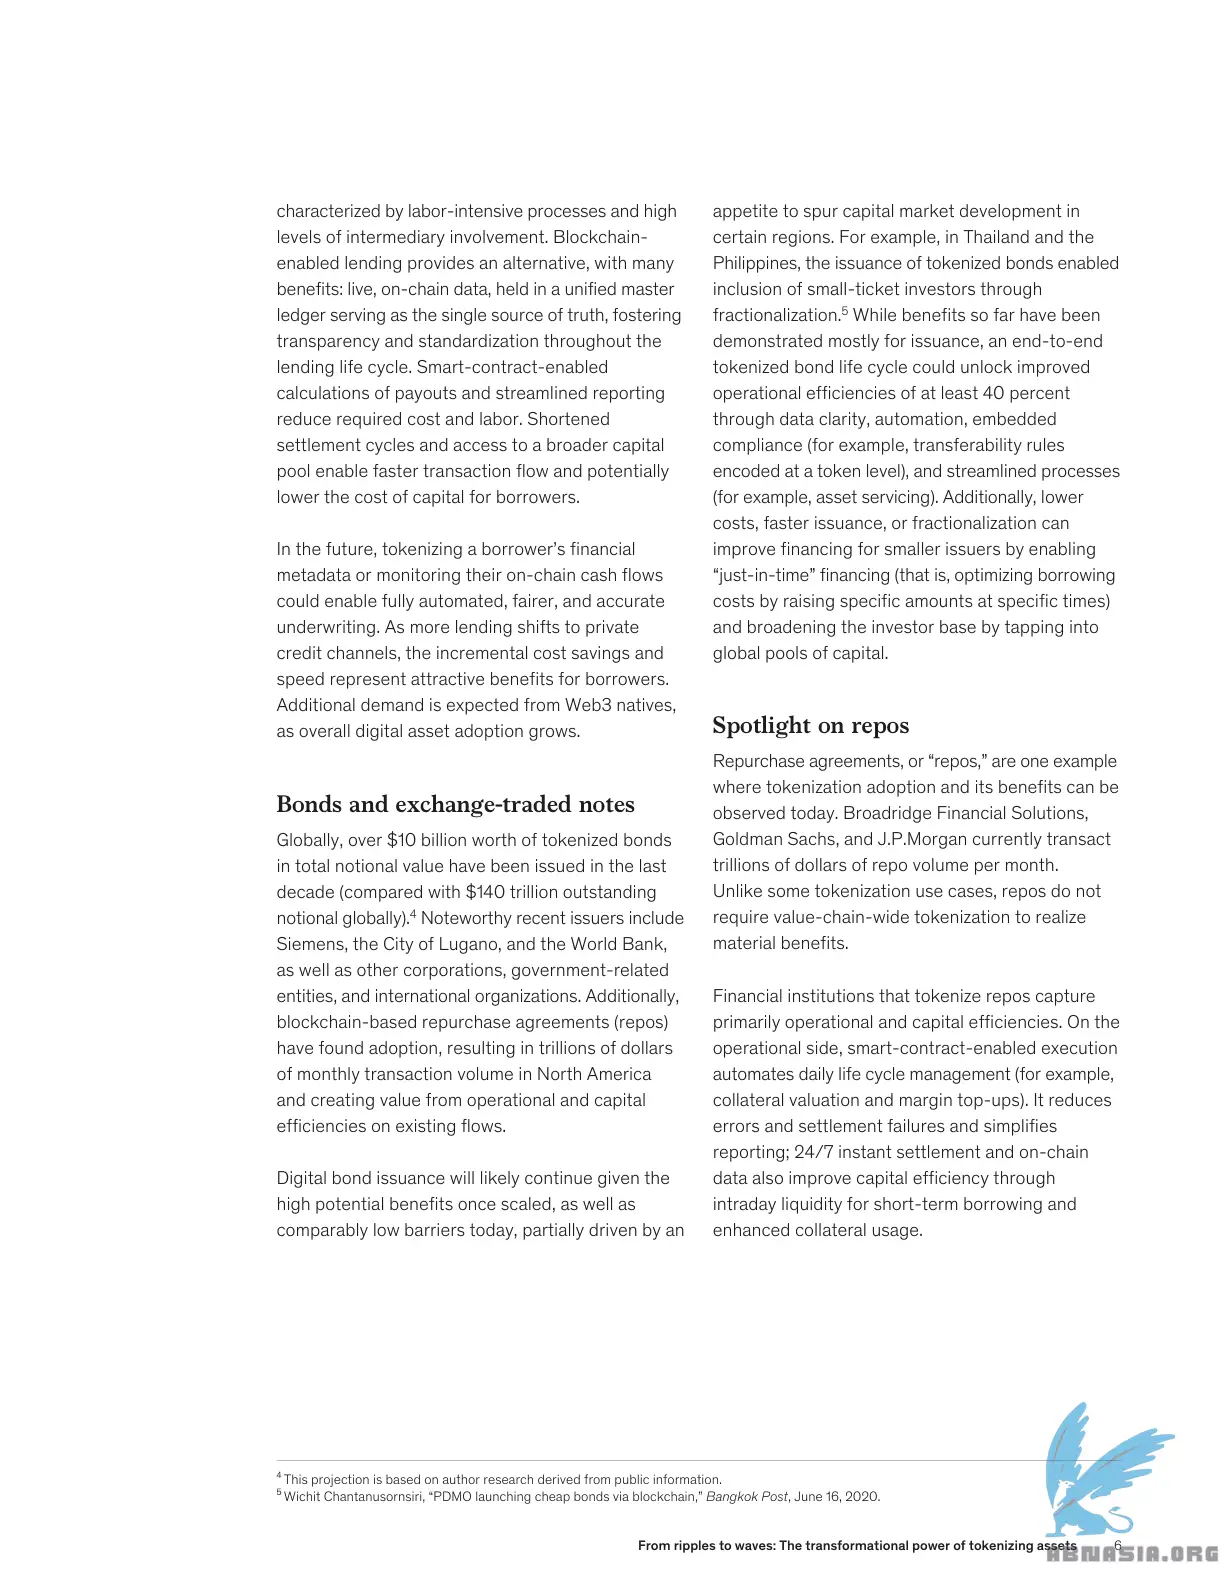 characterized by labor-intensive processes and high
levels of intermediary involvement. Blockchain-
enabled lending provides an alternative, with many
benefits: live, on-chain data, held in a unified master
ledger serving as the single source of truth, fostering
transparency and standardization throughout the
lending life cycle. Smart-contract-enabled
calculations of payouts and streamlined reporting
reduce required cost and labor. Shortened
settlement cycles and access to a broader capital
pool enable faster transaction flow and potentially
lower the cost of capital for borrowers.
In the future, tokenizing a borrower’s financial
metadata or monitoring their on-chain cash flows
could enable fully automated, fairer, and accurate
underwriting. As more lending shifts to private
credit channels, the incremental cost savings and
speed represent attractive benefits for borrowers.
Additional demand is expected from Web3 natives,
as overall digital asset adoption grows.
Bonds and exchange-traded notes
Globally, over $10 billion worth of tokenized bonds
in total notional value have been issued in the last
decade (compared with $140 trillion outstanding
notional globally).4 Noteworthy recent issuers include
Siemens, the City of Lugano, and the World Bank,
as well as other corporations, government-related
entities, and international organizations. Additionally,
blockchain-based repurchase agreements (repos)
have found adoption, resulting in trillions of dollars
of monthly transaction volume in North America
and creating value from operational and capital
efficiencies on existing flows.
Digital bond issuance will likely continue given the
high potential benefits once scaled, as well as
comparably low barriers today, partially driven by an
appetite to spur capital market development in
certain regions. For example, in Thailand and the
Philippines, the issuance of tokenized bonds enabled
inclusion of small-ticket investors through
fractionalization.5 While benefits so far have been
demonstrated mostly for issuance, an end-to-end
tokenized bond life cycle could unlock improved
operational efficiencies of at least 40 percent
through data clarity, automation, embedded
compliance (for example, transferability rules
encoded at a token level), and streamlined processes
(for example, asset servicing). Additionally, lower
costs, faster issuance, or fractionalization can
improve financing for smaller issuers by enabling
“just-in-time” financing (that is, optimizing borrowing
costs by raising specific amounts at specific times)
and broadening the investor base by tapping into
global pools of capital.
Spotlight on repos
Repurchase agreements, or “repos,” are one example
where tokenization adoption and its benefits can be
observed today. Broadridge Financial Solutions,
Goldman Sachs, and J.P.Morgan currently transact
trillions of dollars of repo volume per month.
Unlike some tokenization use cases, repos do not
require value-chain-wide tokenization to realize
material benefits.
Financial institutions that tokenize repos capture
primarily operational and capital efficiencies. On the
operational side, smart-contract-enabled execution
automates daily life cycle management (for example,
collateral valuation and margin top-ups). It reduces
errors and settlement failures and simplifies
reporting; 24/7 instant settlement and on-chain
data also improve capital efficiency through
intraday liquidity for short-term borrowing and
enhanced collateral usage.
4 This projection is based on author research derived from public information.
5 Wichit Chantanusornsiri, “PDMO launching cheap bonds via blockchain,” Bangkok Post, June 16, 2020.
From ripples to waves: The transformational power of tokenizing assets 6
ABNASIA.ORG